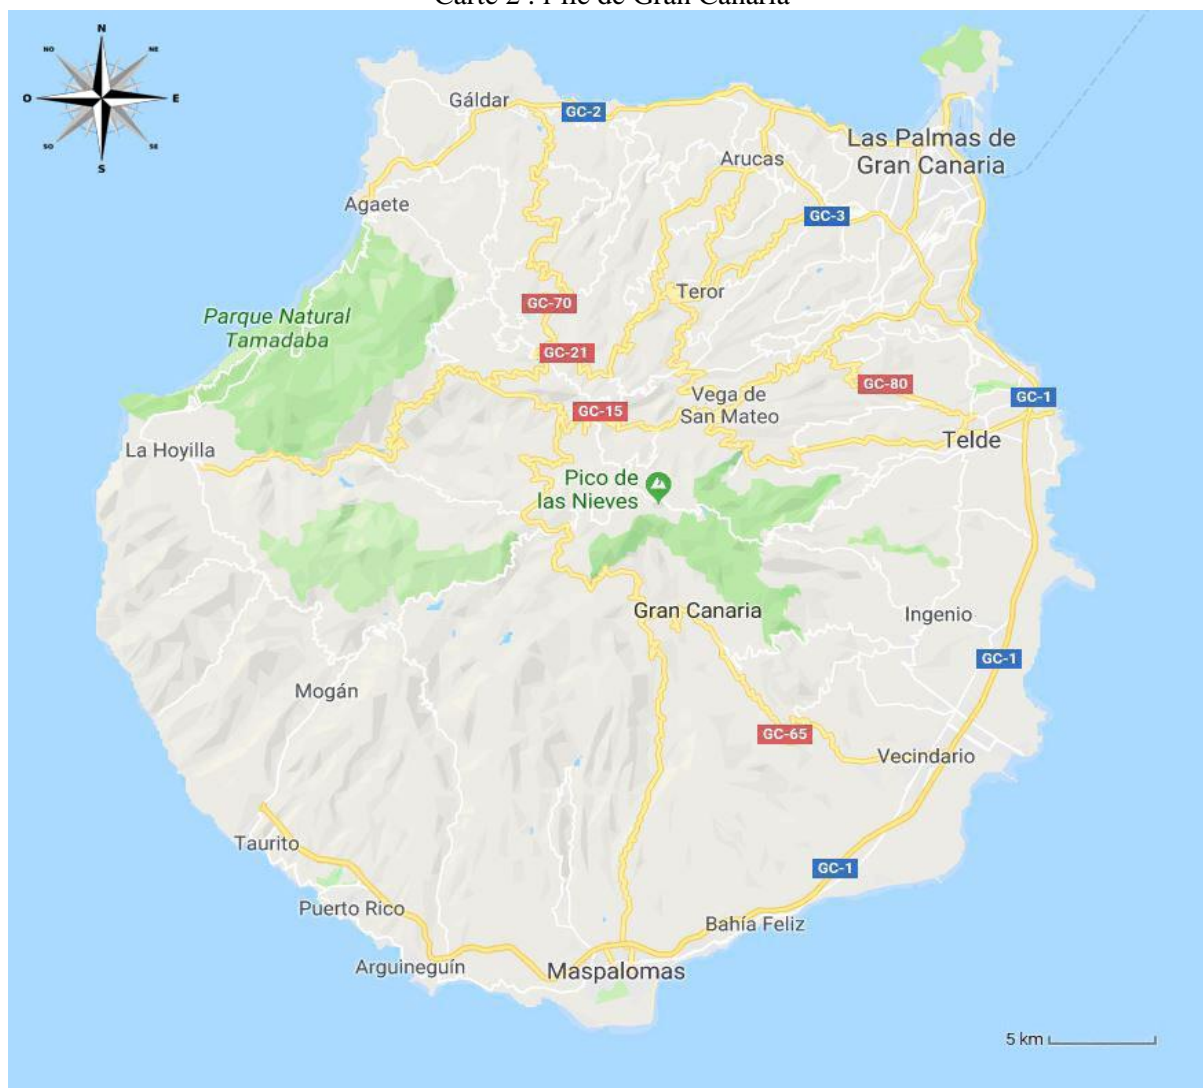 Carte 2 : l'île de Gran Canaria
N
NO
NE
O
E
SO
SE
S
Gáldar
GC-2
Las Palmas de
Gran Canaria
Arucas
Agaete
GC-3
Teror
GC-70
Parque Natural
Tamadaba
GC-21
GC-80
GC-1
Vega de
San Mateo
GC-15
La Hoyilla
Telde
Pico de
las Nieves
Gran Canaria
Ingenio
GC-1
Mogán
GC-65
Vecindario
Taurito
GC-1
Puerto Rico
Bahía Feliz
Arguineguín
Maspalomas
5 km